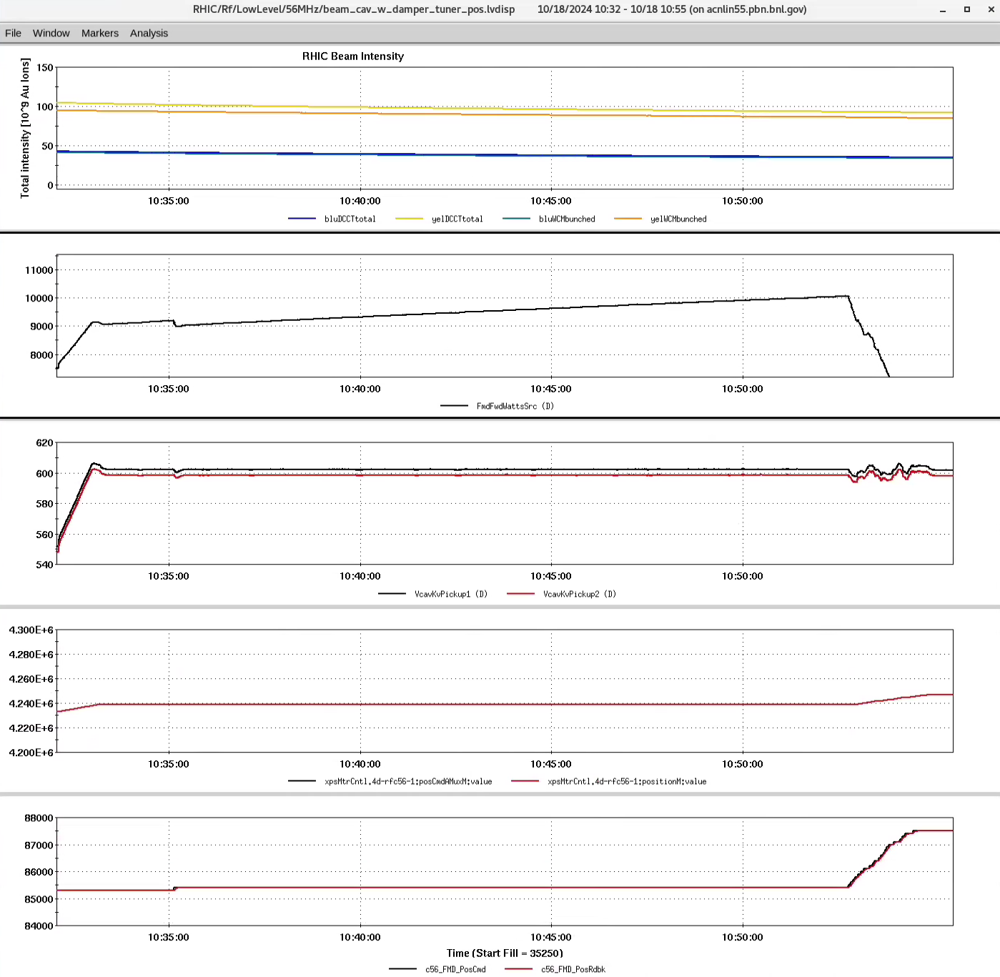 RHIC/Rf/LowLevel/56MHz/beam_cav_w_damper_tuner_pos.lvdisp 10/18/2024 10:32 - 10/18 10:55 (on acnlin55.pbn.bnl.gov)
File Window Markers Analysis
RHIC Beam Intensity
Total intensity [10^9 Au Ions]
150
100
50
0
10:35:00 10:40:00 10:45:00 10:50:00
bluDCCTtotal yelDCCTtotal bluWCMbunched yelWCMbunched
11000
10000
9000
8000
10:35:00 10:40:00 10:45:00 10:50:00
FmdFwdWattsSrc (D)
620
600
580
560
540
10:35:00 10:40:00 10:45:00 10:50:00
VcavKvPickup1 (D) VcavKvPickup2 (D)
4.300E+6
4.280E+6
4.260E+6
4.240E+6
4.220E+6
4.200E+6
10:35:00 10:40:00 10:45:00 10:50:00
xpsMtrCntl.4d-rfc56-1:posCmdAMuxM:value xpsMtrCntl.4d-rfc56-1:positionM:value
88000
87000
86000
85000
84000
10:35:00 10:40:00 10:45:00 10:50:00
Time (Start Fill = 35250)
c56_FMD_PosCmd c56_FMD_PosRdbk